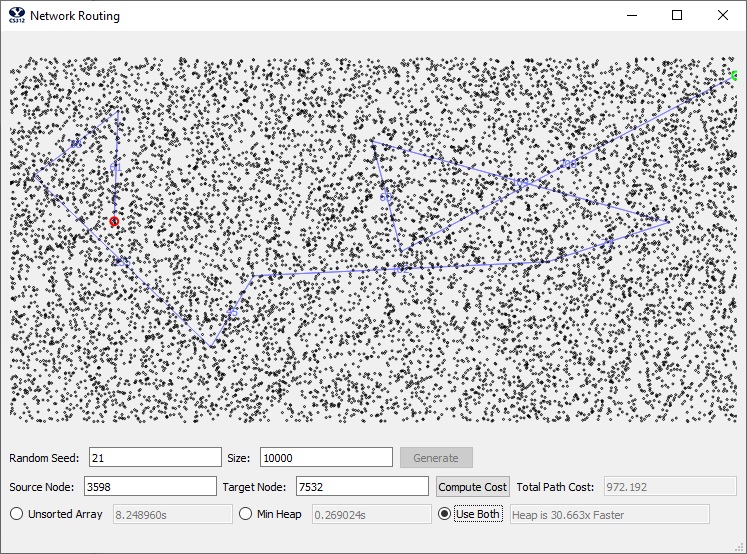 CS312 Network Routing
Random Seed: 21 Size: 10000 Generate
Source Node: 3598 Target Node: 7532 Compute Cost Total Path Cost: 972.192
Unsorted Array 8.248960s Min Heap 0.269024s Use Both Heap is 30.663x Faster